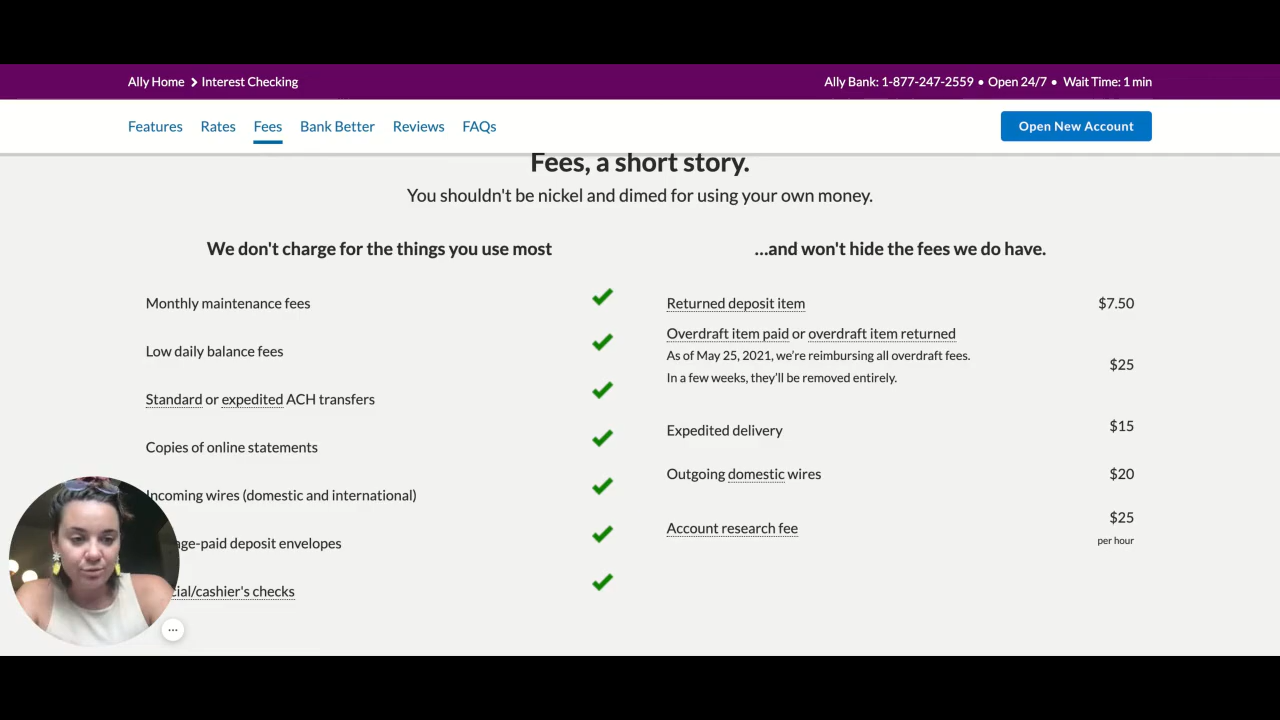 Ally Home > Interest Checking
Ally Bank: 1-877-247-2559 • Open 24/7 • Wait Time: 1 min
Features Rates Fees Bank Better Reviews FAQs
Open New Account
Fees, a short story.
You shouldn't be nickel and dimed for using your own money.
We don't charge for the things you use most
Monthly maintenance fees
Low daily balance fees
Standard or expedited ACH transfers
Copies of online statements
Incoming wires (domestic and international)
deposit envelopes
checks
...and won't hide the fees we do have.
Returned deposit item $7.50
Overdraft item paid or overdraft item returned
As of May 25, 2021, we’re reimbursing all overdraft fees.
$25
In a few weeks, they’ll be removed entirely.
Expedited delivery $15
Outgoing domestic wires $20
Account research fee $25
per hour